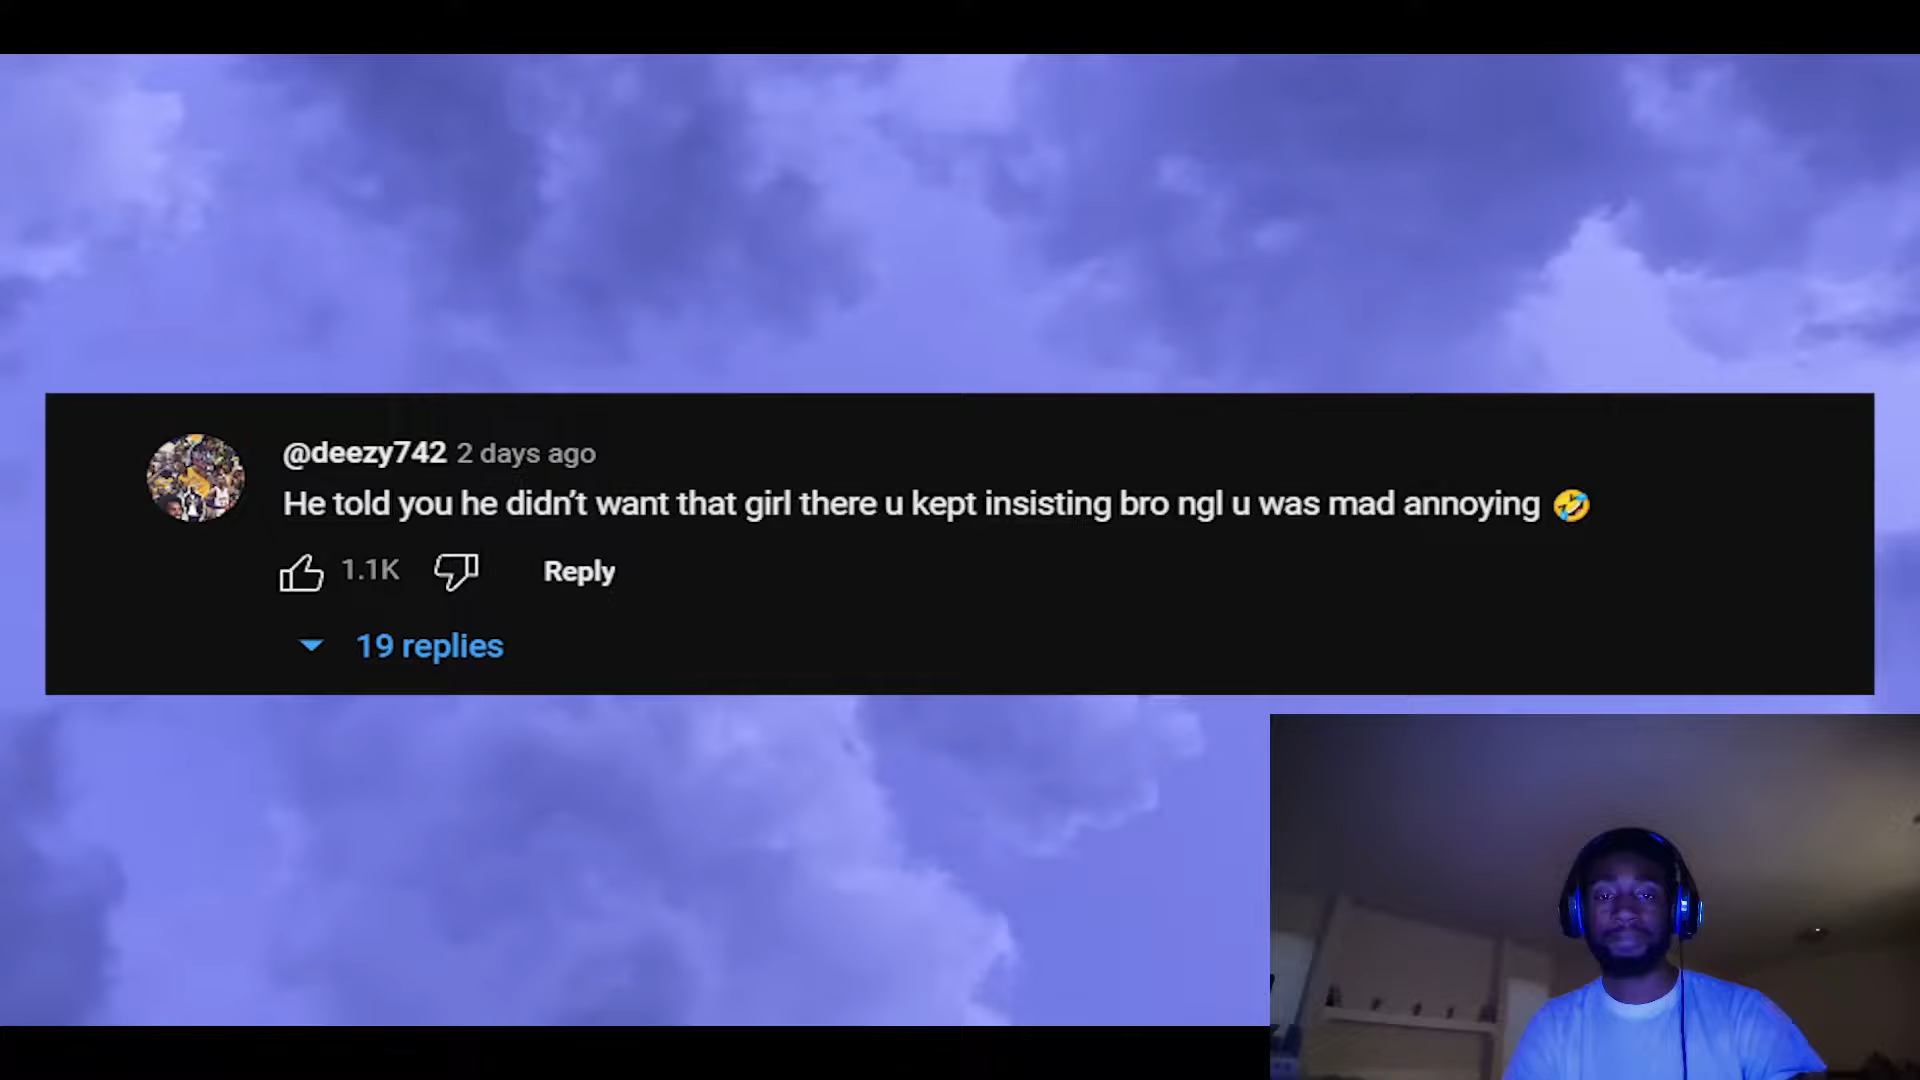 @deezy742 2 days ago
He told you he didn’t want that girl there u kept insisting bro ngl u was mad annoying 🤣
1.1K Reply
19 replies